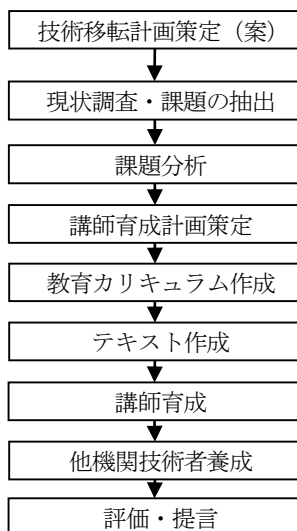 技術移転計画策定（案）
現状調査・課題の抽出
課題分析
講師育成計画策定
教育カリキュラム作成
テキスト作成
講師育成
他機関技術者養成
評価・提言